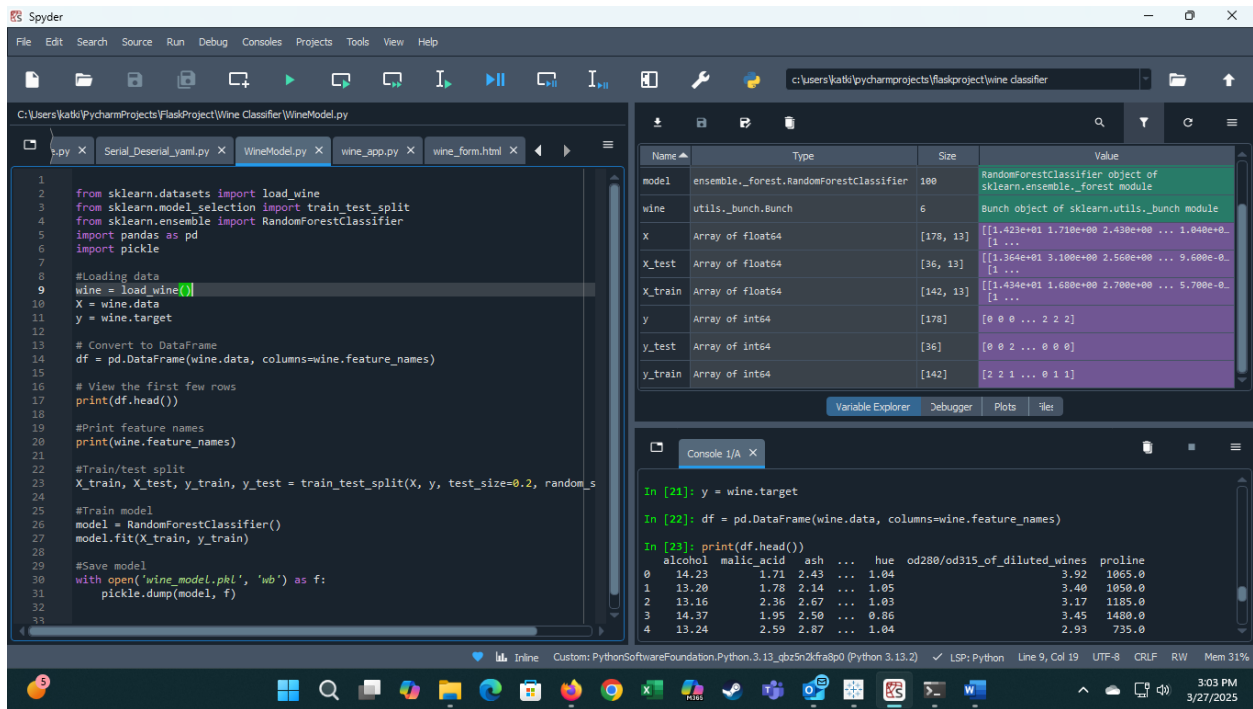 Spyder
File Edit Search Source Run Debug Consoles Projects Tools View Help
c:\users\katki\pycharmprojects\flaskproject\wine classifier
C:\Users\katki\PycharmProjects\FlaskProject\Wine Classifier\WineModel.py
.py Serial_Deserial_yaml.py WineModel.py wine_app.py wine_form.html
1
2 from sklearn.datasets import load_wine
3 from sklearn.model_selection import train_test_split
4 from sklearn.ensemble import RandomForestClassifier
5 import pandas as pd
6 import pickle
7
8 #Loading data
9 wine = load_wine()
10 X = wine.data
11 y = wine.target
12
13 # Convert to DataFrame
14 df = pd.DataFrame(wine.data, columns=wine.feature_names)
15
16 # View the first few rows
17 print(df.head())
18
19 #Print feature names
20 print(wine.feature_names)
21
22 #Train/test split
23 X_train, X_test, y_train, y_test = train_test_split(X, y, test_size=0.2, random_s
24
25 #Train model
26 model = RandomForestClassifier()
27 model.fit(X_train, y_train)
28
29 #Save model
30 with open('wine_model.pkl', 'wb') as f:
31 pickle.dump(model, f)
32
33
Name Type Size Value
model ensemble._forest.RandomForestClassifier 100 RandomForestClassifier object of
sklearn.ensemble._forest module
wine utils._bunch.Bunch 6 Bunch object of sklearn.utils._bunch module
X Array of float64 [178, 13] [[1.423e+01 1.710e+00 2.430e+00 ... 1.040e+0…
[1 ...
X_test Array of float64 [36, 13] [[1.364e+01 3.100e+00 2.560e+00 ... 9.600e-0…
[1 ...
X_train Array of float64 [142, 13] [[1.434e+01 1.680e+00 2.700e+00 ... 5.700e-0…
[1 ...
y Array of int64 [178] [0 0 0 ... 2 2 2]
y_test Array of int64 [36] [0 0 2 ... 0 0 0]
y_train Array of int64 [142] [2 2 1 ... 0 1 1]
Variable Explorer Debugger Plots Files
Console 1/A
In [21]: y = wine.target
In [22]: df = pd.DataFrame(wine.data, columns=wine.feature_names)
In [23]: print(df.head())
alcohol malic_acid ash ... hue od280/od315_of_diluted_wines proline
0 14.23 1.71 2.43 ... 1.04 3.92 1065.0
1 13.20 1.78 2.14 ... 1.05 3.40 1050.0
2 13.16 2.36 2.67 ... 1.03 3.17 1185.0
3 14.37 1.95 2.50 ... 0.86 3.45 1480.0
4 13.24 2.59 2.87 ... 1.04 2.93 735.0
Inline Custom: PythonSoftwareFoundation.Python.3.13_qbz5n2kfra8p0 (Python 3.13.2) LSP: Python Line 9, Col 19 UTF-8 CRLF RW Mem 31%
5
M365
3:03 PM
3/27/2025